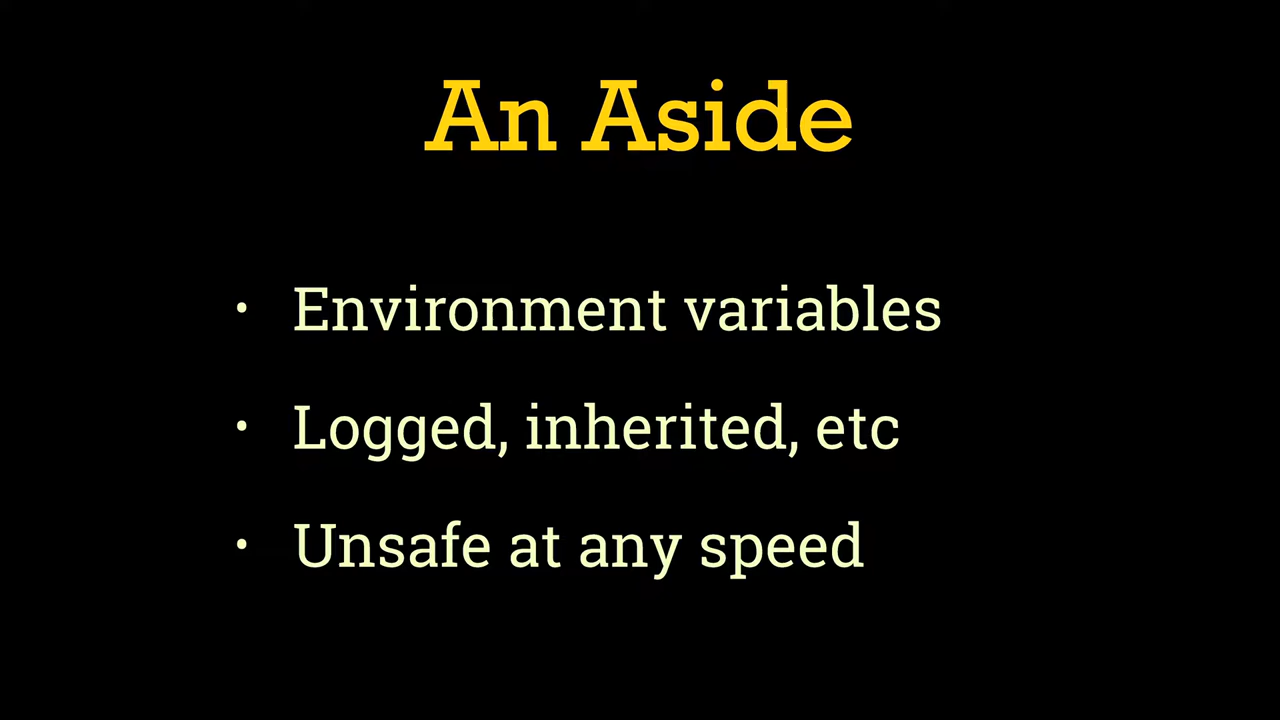 An Aside
• Environment variables
• Logged, inherited, etc
• Unsafe at any speed